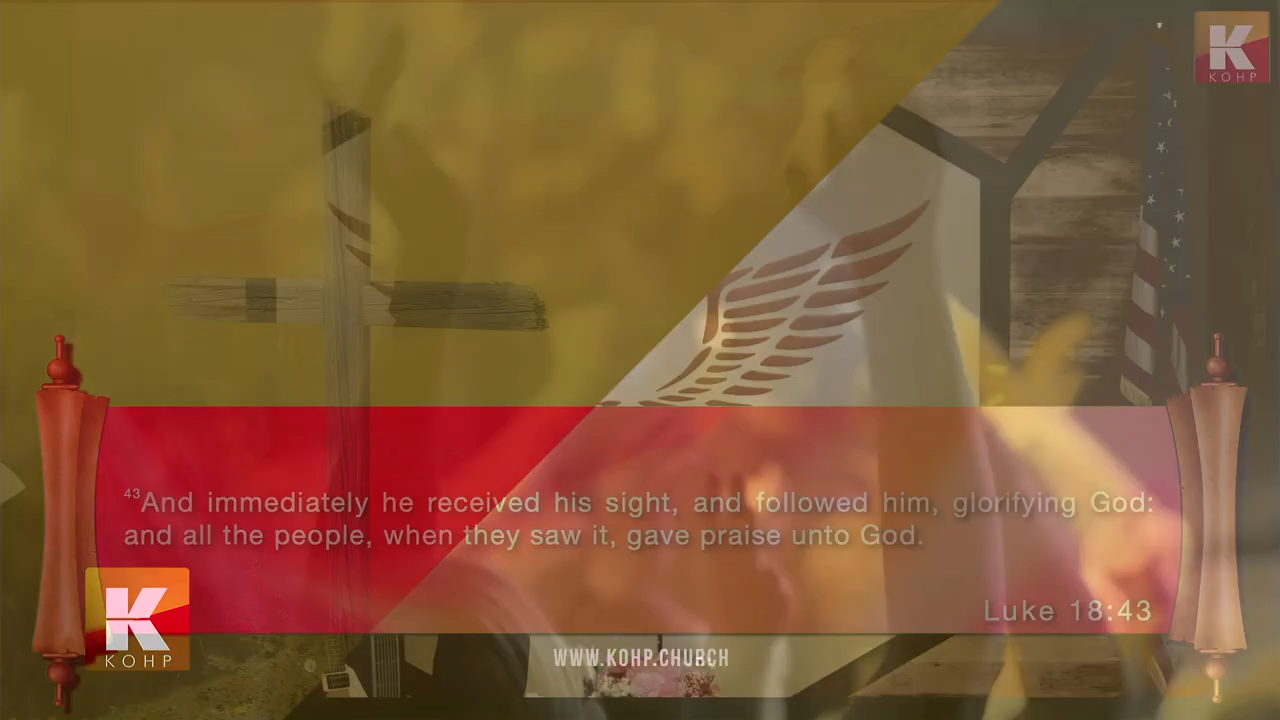 K
KOHP
43And immediately he received his sight, and followed him, glorifying God:
and all the people, when they saw it, gave praise unto God.
Luke 18:43
K
KOHP
WWW.KOHP.CHURCH